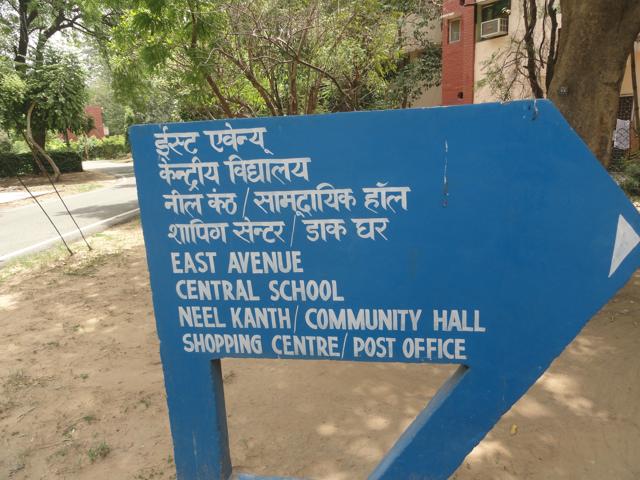 ईस्ट एवेन्यू
केन्द्रीय विद्यालय
नील कंठ / सामूदायिक हॉल
शापिंग सेन्टर / डाक घर
EAST AVENUE
CENTRAL SCHOOL
NEEL KANTH / COMMUNITY HALL
SHOPPING CENTRE / POST OFFICE